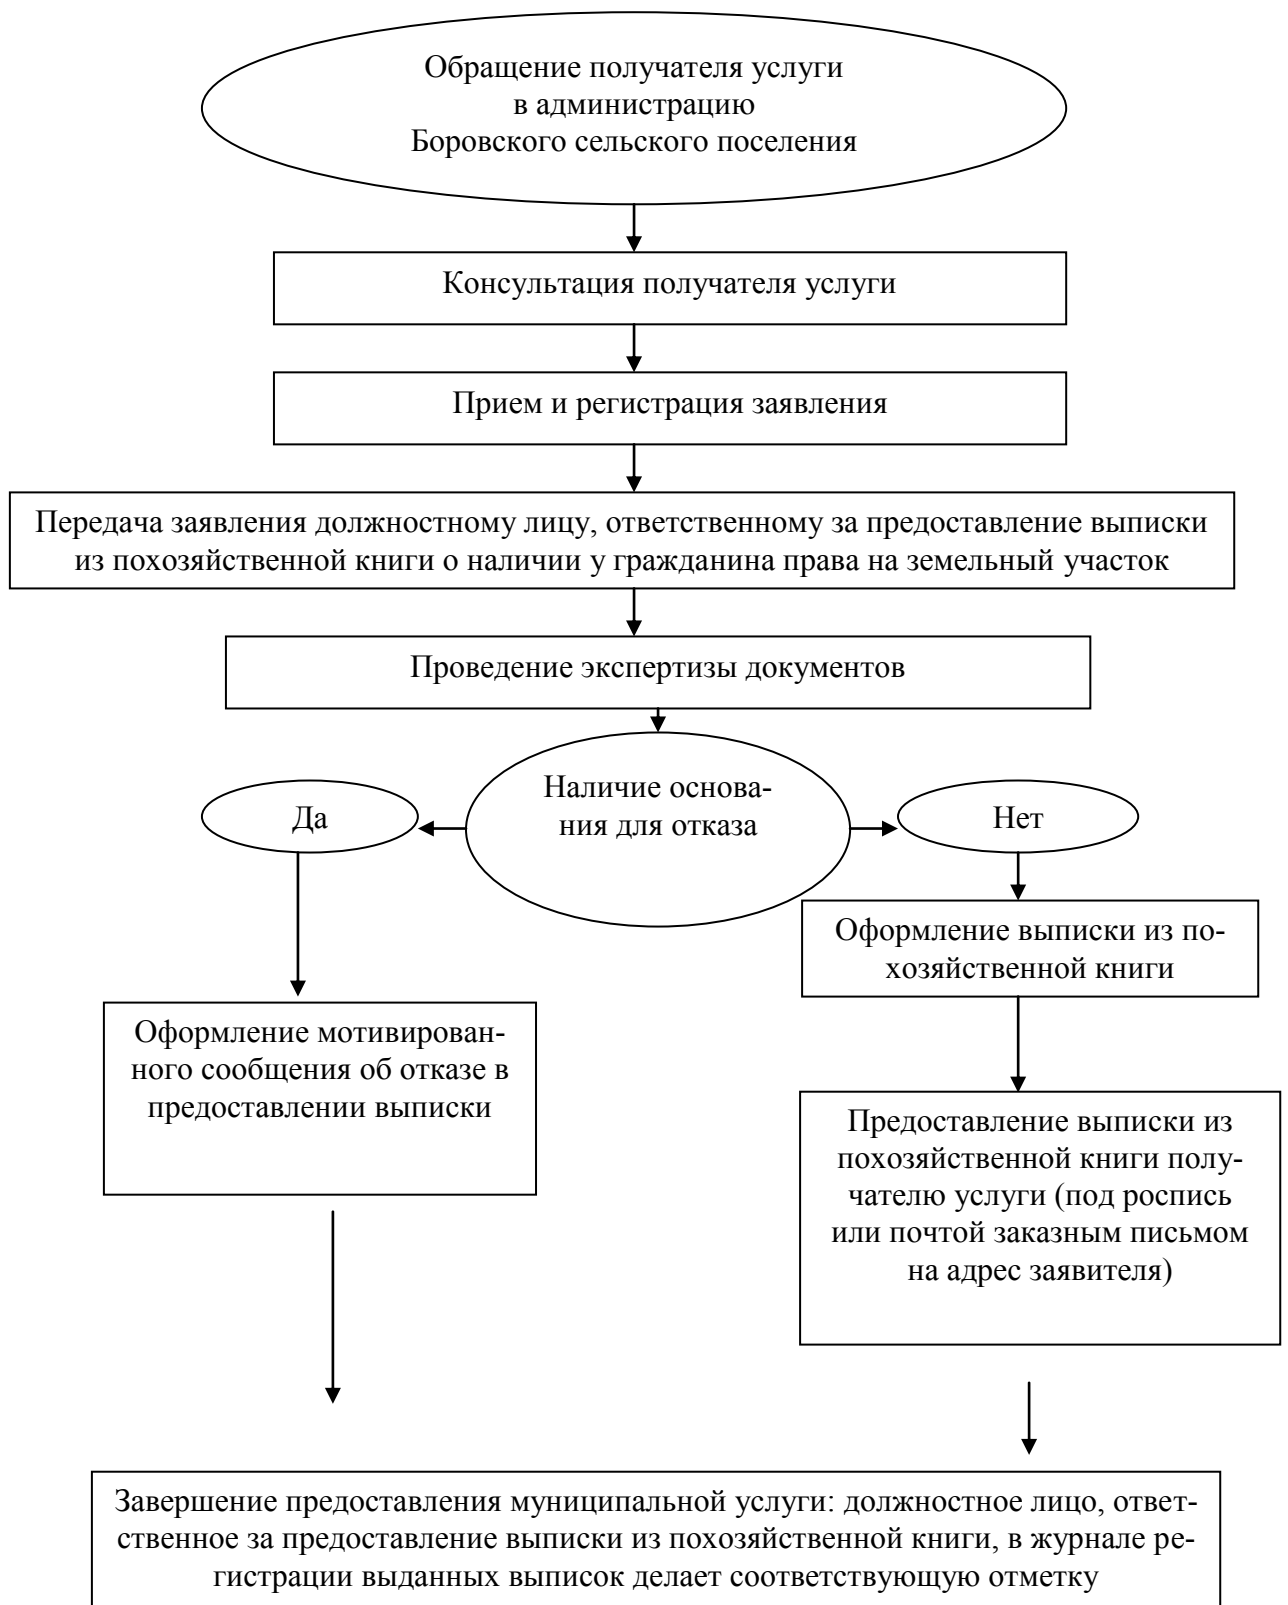 Обращение получателя услуги
в администрацию
Боровского сельского поселения
Консультация получателя услуги
Прием и регистрация заявления
Передача заявления должностному лицу, ответственному за предоставление выписки
из похозяйственной книги о наличии у гражданина права на земельный участок
Проведение экспертизы документов
Наличие основа-
ния для отказа
Да
Нет
Оформление выписки из по-
хозяйственной книги
Оформление мотивирован-
ного сообщения об отказе в
предоставлении выписки
Предоставление выписки из
похозяйственной книги полу-
чателю услуги (под роспись
или почтой заказным письмом
на адрес заявителя)
Завершение предоставления муниципальной услуги: должностное лицо, ответ-
ственное за предоставление выписки из похозяйственной книги, в журнале ре-
гистрации выданных выписок делает соответствующую отметку